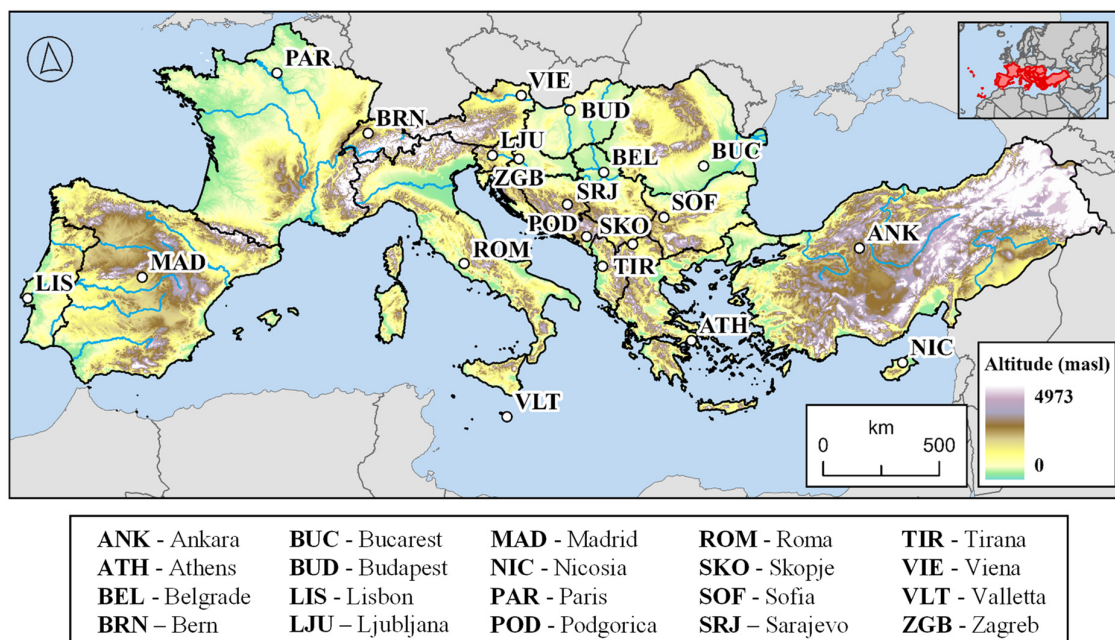 PAR
VIE
BUD
BRN
LJU
BEL
BUC
ZGB
SRJ
SOF
POD
SKO
ROM
TIR
ANK
MAD
LIS
ATH
NIC
VLT
Altitude (masl)
4973
0
km
0 500
ANK - Ankara BUC - Bucarest MAD - Madrid ROM - Roma TIR - Tirana
ATH - Athens BUD - Budapest NIC - Nicosia SKO - Skopje VIE - Viena
BEL - Belgrade LIS - Lisbon PAR - Paris SOF - Sofia VLT - Valletta
BRN – Bern LJU – Ljubljana POD - Podgorica SRJ – Sarajevo ZGB - Zagreb